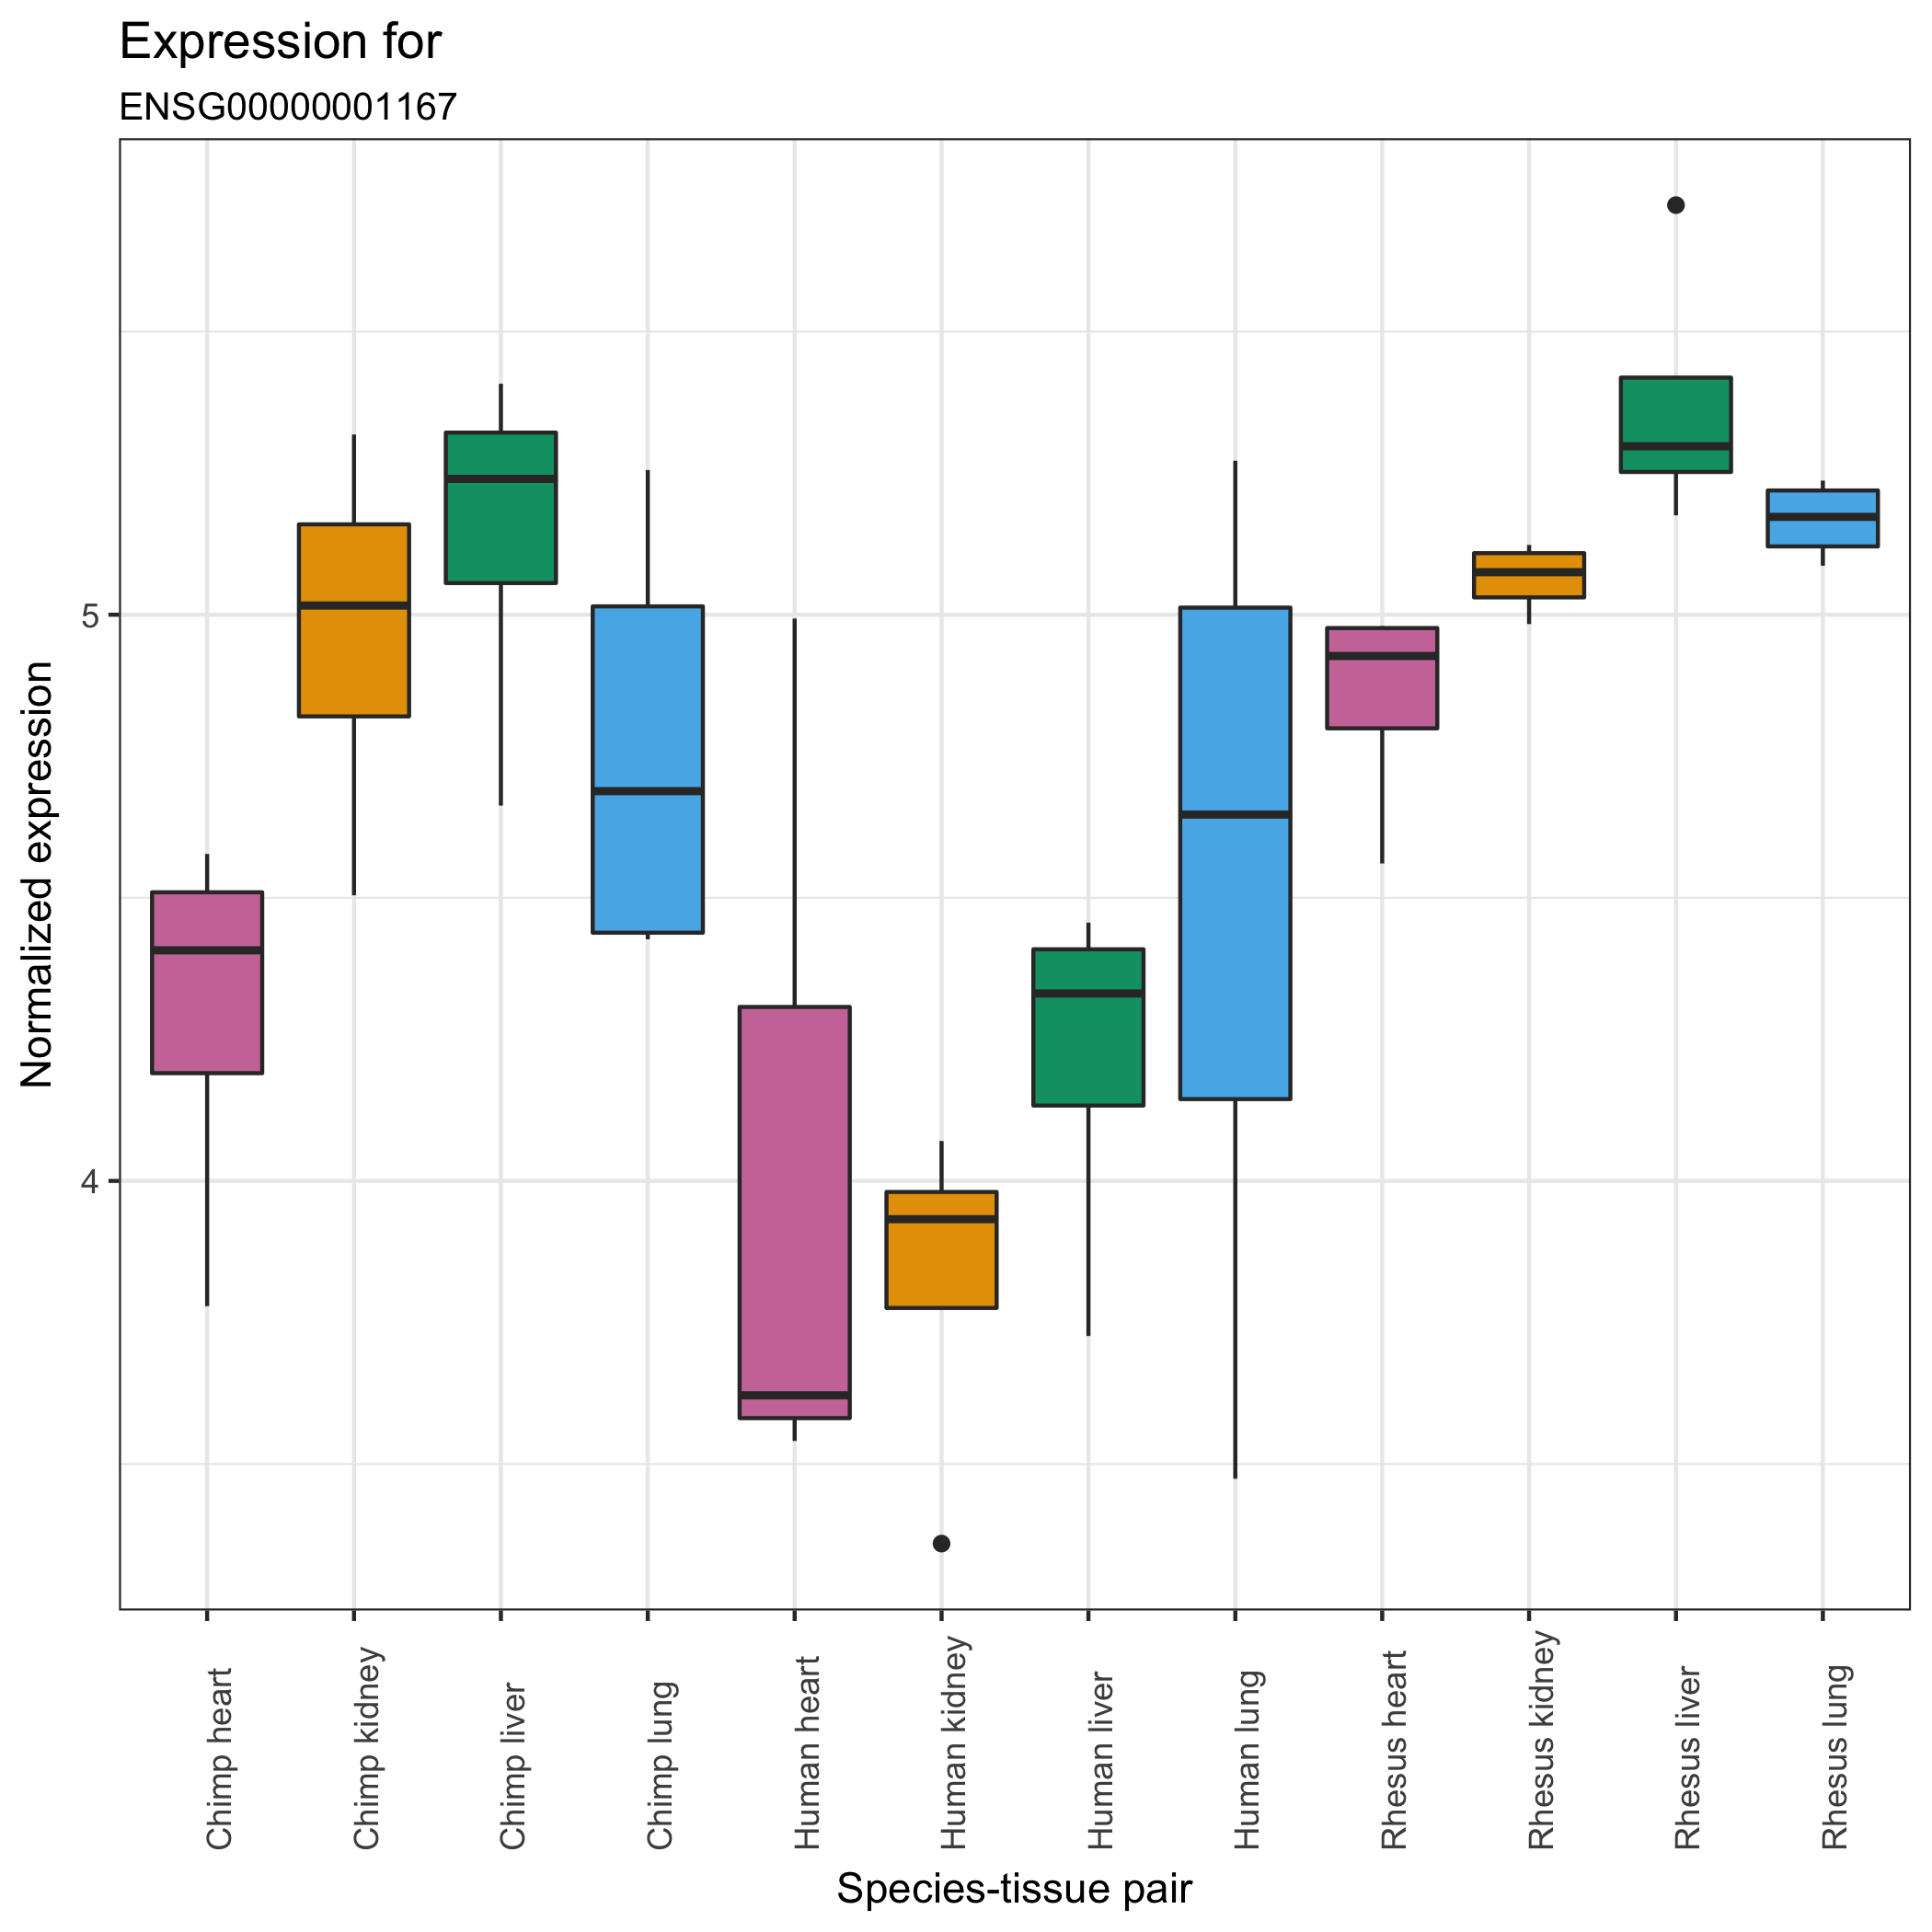 Expression for
ENSG00000001167
Normalized expression
5
4
Chimp heart
Chimp kidney
Chimp liver
Chimp lung
Human heart
Human kidney
Human liver
Human lung
Rhesus heart
Rhesus kidney
Rhesus liver
Rhesus lung
Species-tissue pair